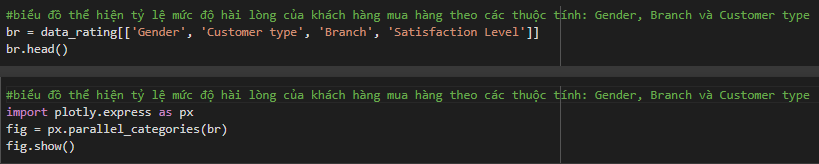 #biểu đồ thể hiện tỷ lệ mức độ hài lòng của khách hàng mua hàng theo các thuộc tính: Gender, Branch và Customer type
br = data_rating[['Gender', 'Customer type', 'Branch', 'Satisfaction Level']]
br.head()
#biểu đồ thể hiện tỷ lệ mức độ hài lòng của khách hàng mua hàng theo các thuộc tính: Gender, Branch và Customer type
import plotly.express as px
fig = px.parallel_categories(br)
fig.show()